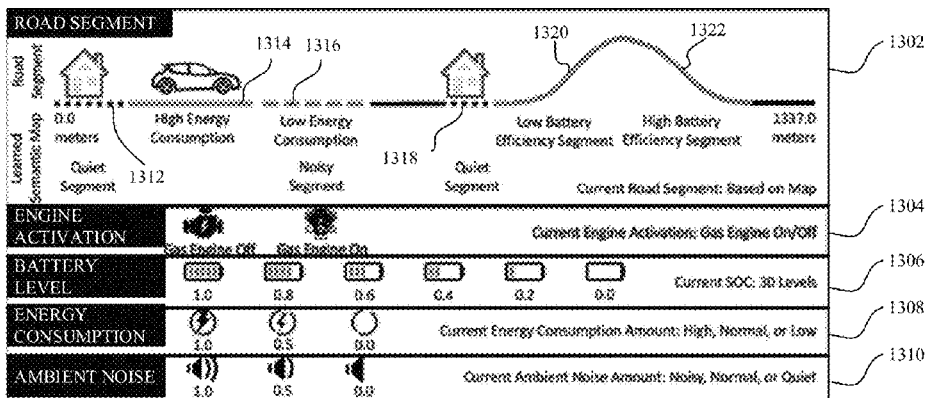 ROAD SEGMENT
1320
1322
1302
1314
1316
Road
Segment
0.0
meters
High Energy
Consumption
Low Energy
Consumption
Low Battery
Efficiency Segment
High Battery
Efficiency Segment
1337.0
meters
Learned
Semantic Map
1312
1318
Quiet
Segment
Noisy
Segment
Quiet
Segment
Current Road Segment: Based on Map
ENGINE
ACTIVATION
Gas Engine Off
Gas Engine On
Current Engine Activation: Gas Engine On/Off
1304
BATTERY
LEVEL
1.0 0.8 0.6 0.4 0.2 0.0
Current SOC: 30 Levels
1306
ENERGY
CONSUMPTION
1.0 0.5 0.0
Current Energy Consumption Amount: High, Normal, or Low
1308
AMBIENT NOISE
1.0 0.5 0.0
Current Ambient Noise Amount: Noisy, Normal, or Quiet
1310